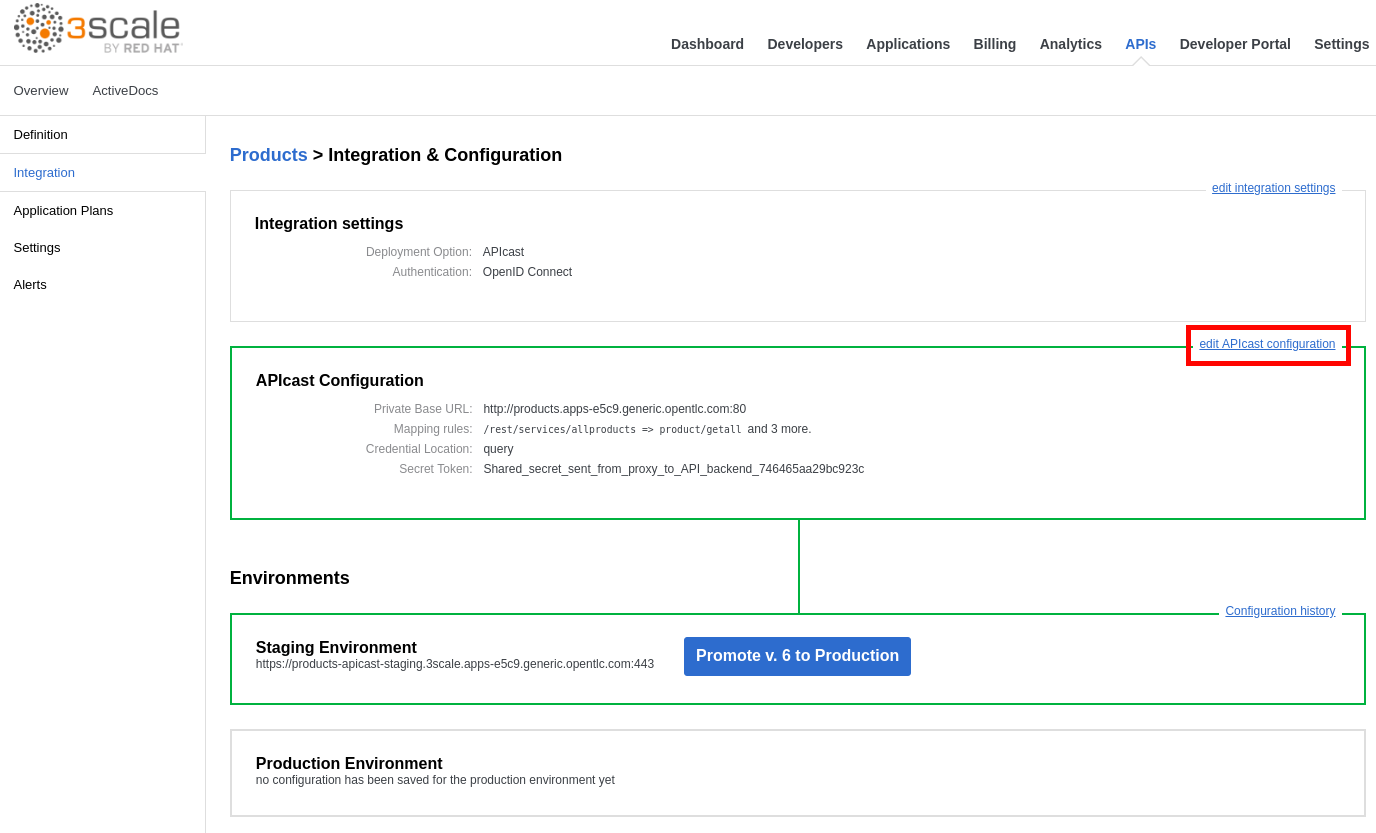 3scale
BY RED HAT
Dashboard Developers Applications Billing Analytics APIs Developer Portal Settings
Overview ActiveDocs
Definition
Integration
Application Plans
Settings
Alerts
Products > Integration & Configuration
edit integration settings
Integration settings
Deployment Option: APIcast
Authentication: OpenID Connect
edit APIcast configuration
APIcast Configuration
Private Base URL: http://products.apps-e5c9.generic.opentlc.com:80
Mapping rules: /rest/services/allproducts => product/getall and 3 more.
Credential Location: query
Secret Token: Shared_secret_sent_from_proxy_to_API_backend_746465aa29bc923c
Environments
Configuration history
Staging Environment
https://products-apicast-staging.3scale.apps-e5c9.generic.opentlc.com:443
Promote v. 6 to Production
Production Environment
no configuration has been saved for the production environment yet